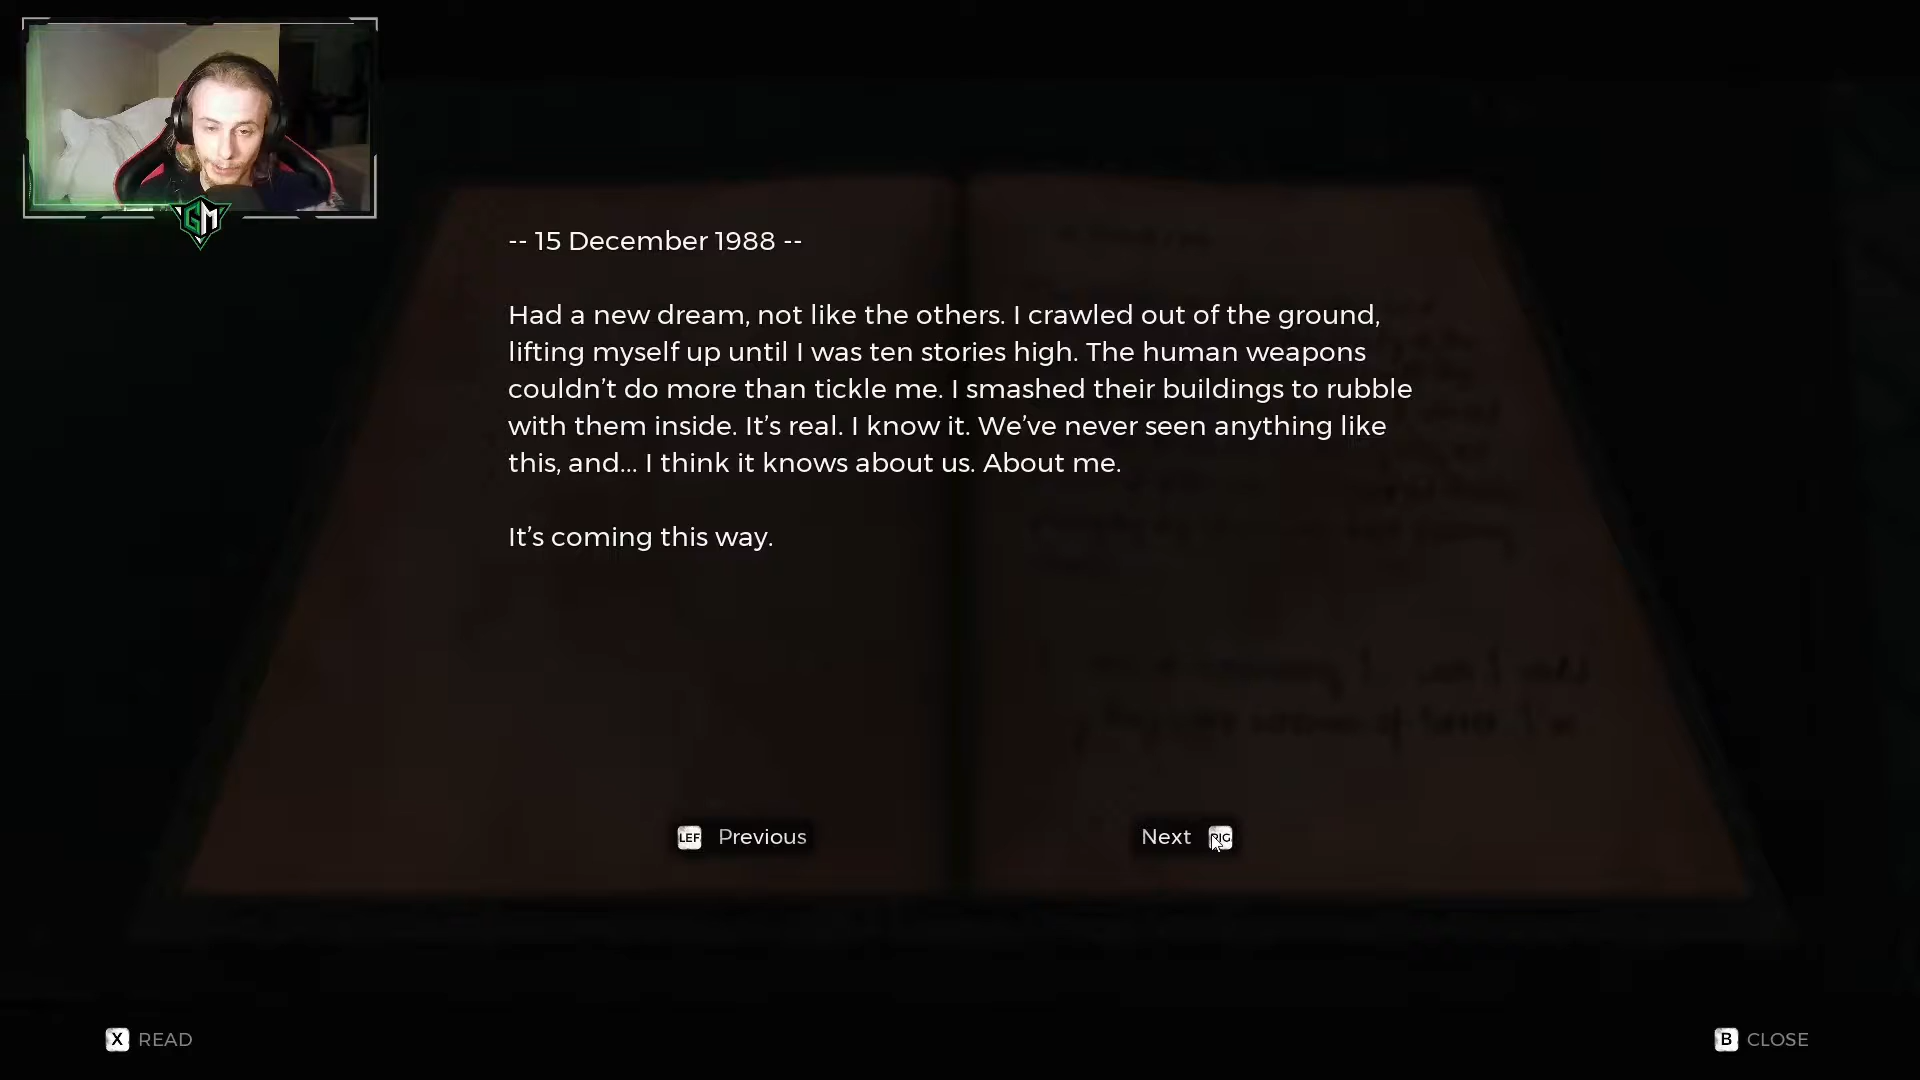 GM
-- 15 December 1988 --
Had a new dream, not like the others. I crawled out of the ground,
lifting myself up until I was ten stories high. The human weapons
couldn’t do more than tickle me. I smashed their buildings to rubble
with them inside. It’s real. I know it. We’ve never seen anything like
this, and... I think it knows about us. About me.
It’s coming this way.
LEF Previous
Next RIG
X READ
B CLOSE